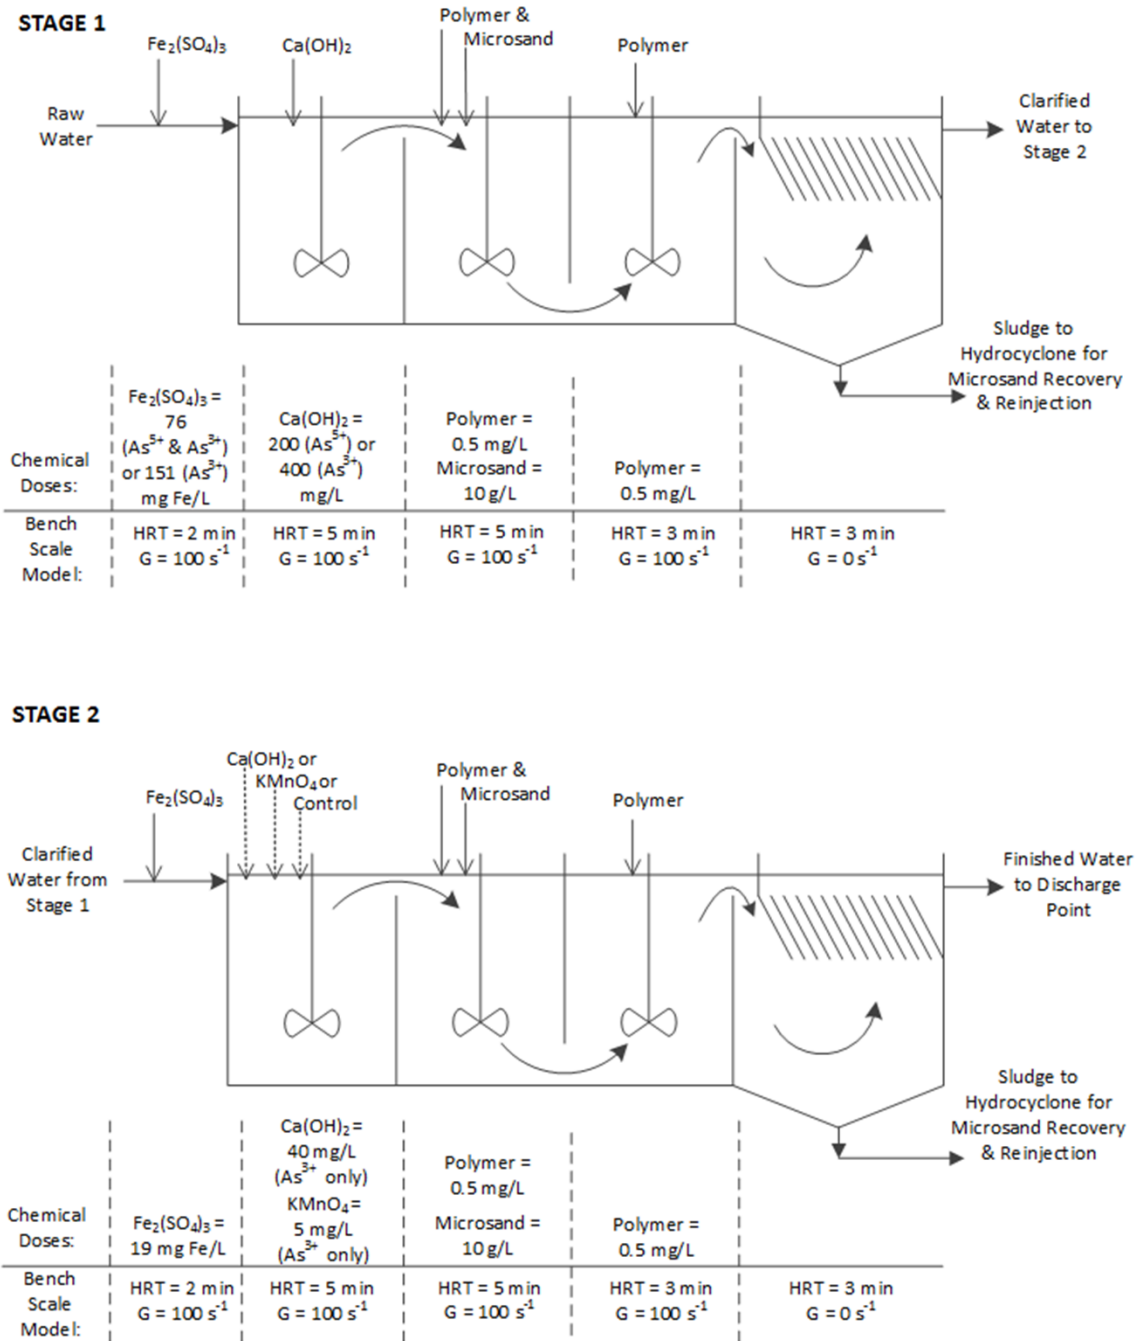 STAGE 1
Fe₂(SO₄)₃
Ca(OH)₂
Polymer &
Microsand
Polymer
Raw
Water
Clarified
Water to
Stage 2
Sludge to
Hydrocyclone for
Microsand Recovery
& Reinjection
Chemical
Doses:
Fe₂(SO₄)₃ =
76
(As⁵⁺ & As³⁺)
or 151 (As³⁺)
mg Fe/L
Ca(OH)₂ =
200 (As⁵⁺) or
400 (As³⁺)
mg/L
Polymer =
0.5 mg/L
Microsand =
10 g/L
Polymer =
0.5 mg/L
Bench
Scale
Model:
HRT = 2 min
G = 100 s⁻¹
HRT = 5 min
G = 100 s⁻¹
HRT = 5 min
G = 100 s⁻¹
HRT = 3 min
G = 100 s⁻¹
HRT = 3 min
G = 0 s⁻¹
STAGE 2
Fe₂(SO₄)₃
Ca(OH)₂ or
KMnO₄ or
Control
Polymer &
Microsand
Polymer
Clarified
Water from
Stage 1
Finished Water
to Discharge
Point
Sludge to
Hydrocyclone for
Microsand Recovery
& Reinjection
Chemical
Doses:
Fe₂(SO₄)₃ =
19 mg Fe/L
Ca(OH)₂ =
40 mg/L
(As³⁺ only)
KMnO₄ =
5 mg/L
(As³⁺ only)
Polymer =
0.5 mg/L
Microsand =
10 g/L
Polymer =
0.5 mg/L
Bench
Scale
Model:
HRT = 2 min
G = 100 s⁻¹
HRT = 5 min
G = 100 s⁻¹
HRT = 5 min
G = 100 s⁻¹
HRT = 3 min
G = 100 s⁻¹
HRT = 3 min
G = 0 s⁻¹